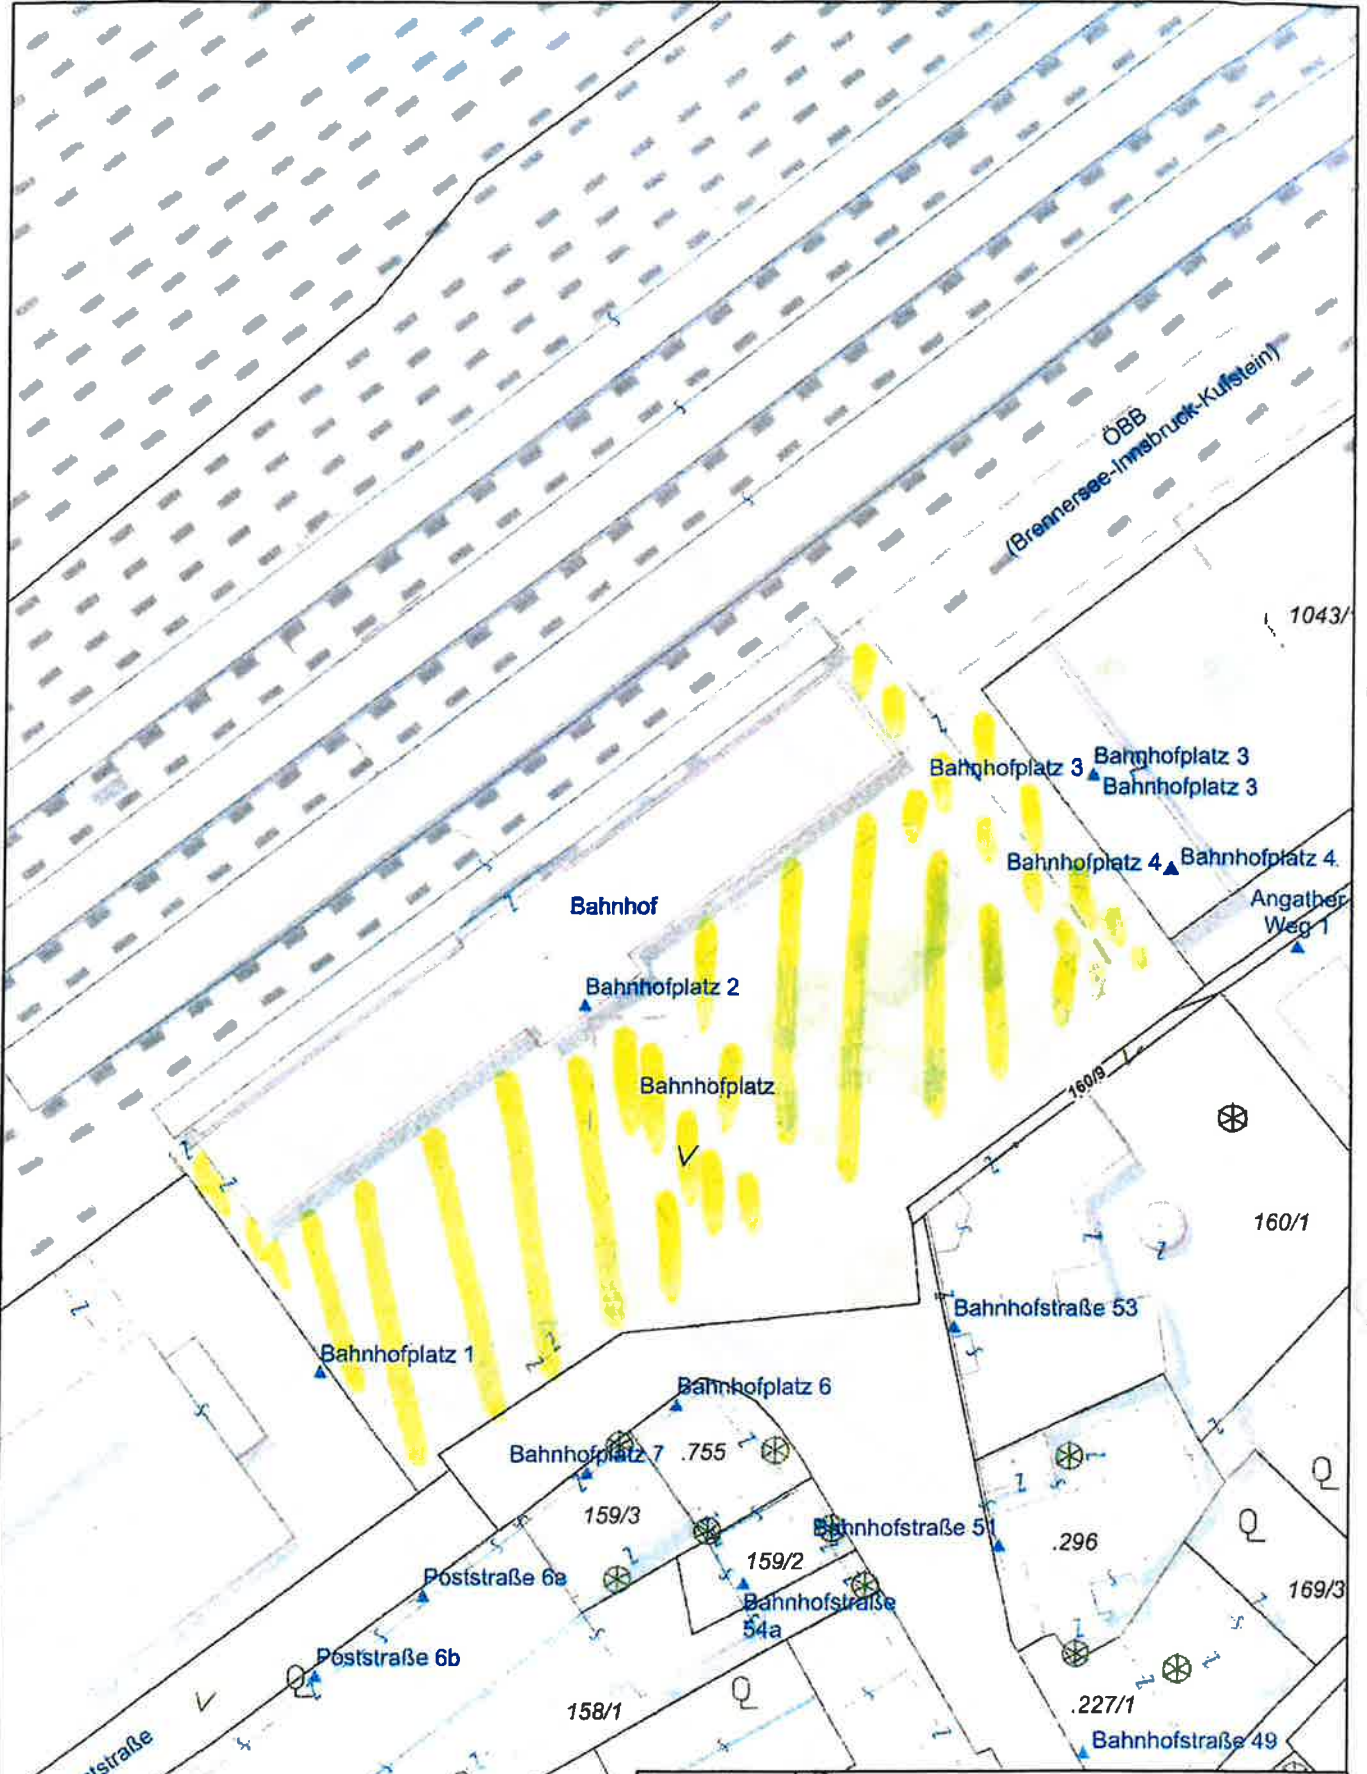 ÖBB
(Brennersee-Innsbruck-Kufstein)
1043/
Bahnhofplatz 3
Bahnhofplatz 3
Bahnhofplatz 3
Bahnhofplatz 4
Bahnhofplatz 4
Angather
Weg 1
Bahnhof
Bahnhofplatz 2
Bahnhofplatz
160/9
160/1
Bahnhofstraße 53
Bahnhofplatz 1
Bahnhofplatz 6
Bahnhofplatz 7
.755
159/3
Bahnhofstraße 51
.296
159/2
Poststraße 6a
169/3
Bahnhofstraße
54a
Poststraße 6b
158/1
.227/1
Bahnhofstraße 49
tstraße